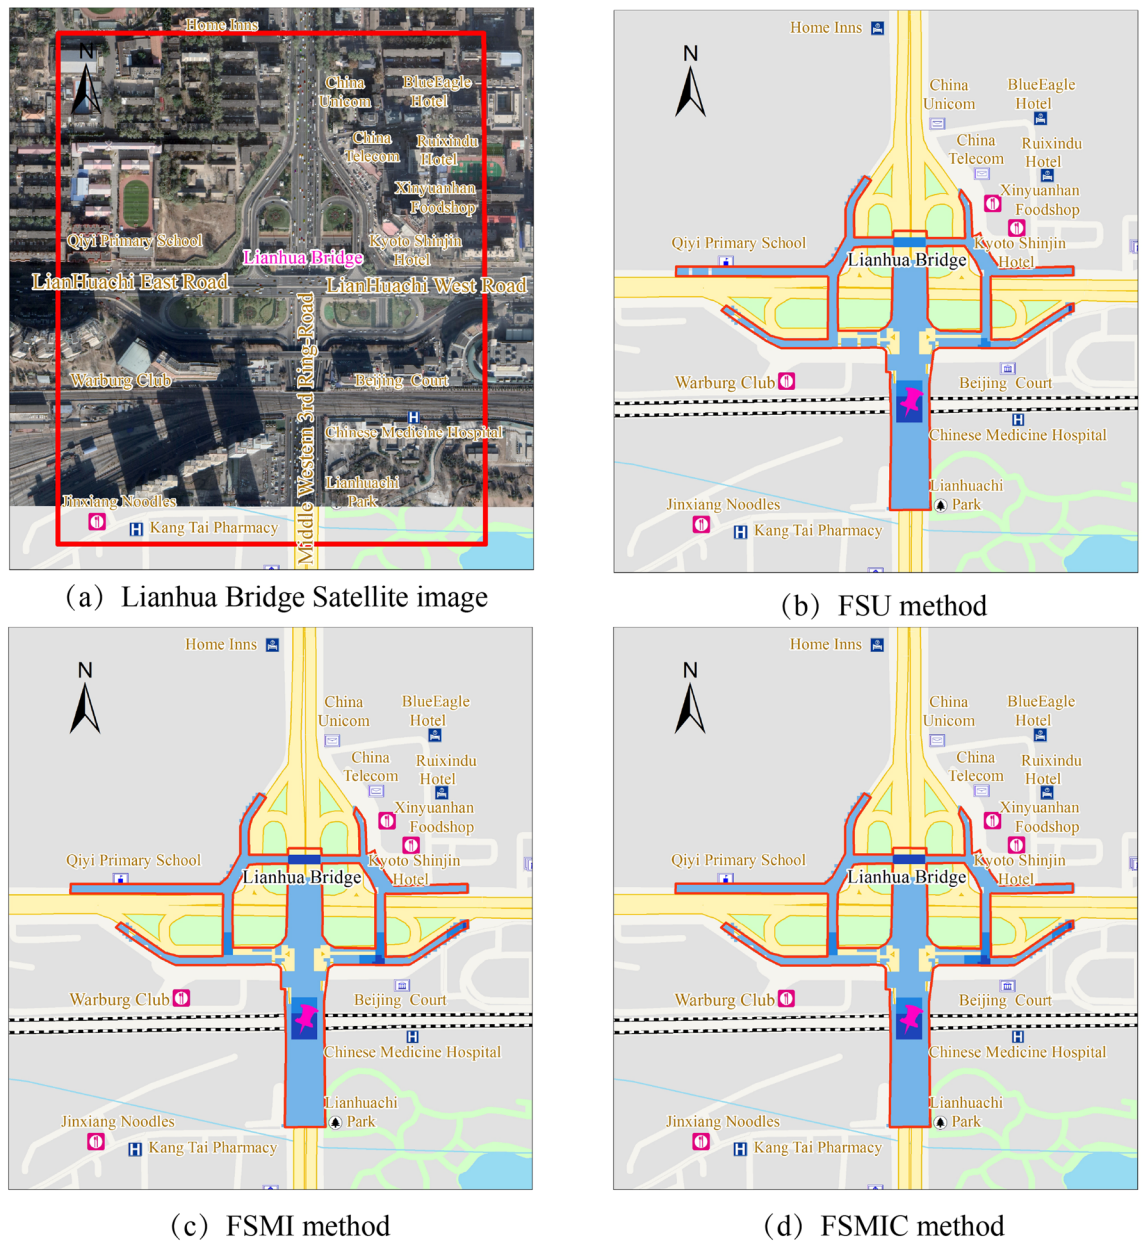 Home Inns
N
China
Unicom
BlueEagle
Hotel
China
Telecom
Ruixindu
Hotel
Xinyuanhan
Foodshop
Qiyi Primary School
Kyoto Shinjin
Hotel
Lianhua Bridge
LianHuachi East Road
LianHuachi West Road
Middle Western 3rd Ring-Road
Warburg Club
Beijing Court
H
Chinese Medicine Hospital
Lianhuachi
Park
Jinxiang Noodles
H
Kang Tai Pharmacy
(a) Lianhua Bridge Satellite image
Home Inns
N
China
Unicom
BlueEagle
Hotel
China
Telecom
Ruixindu
Hotel
Xinyuanhan
Foodshop
Qiyi Primary School
Kyoto Shinjin
Hotel
Lianhua Bridge
Warburg Club
Beijing Court
H
Chinese Medicine Hospital
Lianhuachi
Park
Jinxiang Noodles
H
Kang Tai Pharmacy
(b) FSU method
Home Inns
N
China
Unicom
BlueEagle
Hotel
China
Telecom
Ruixindu
Hotel
Xinyuanhan
Foodshop
Qiyi Primary School
Kyoto Shinjin
Hotel
Lianhua Bridge
Warburg Club
Beijing Court
H
Chinese Medicine Hospital
Lianhuachi
Park
Jinxiang Noodles
H
Kang Tai Pharmacy
(c) FSMI method
Home Inns
N
China
Unicom
BlueEagle
Hotel
China
Telecom
Ruixindu
Hotel
Xinyuanhan
Foodshop
Qiyi Primary School
Kyoto Shinjin
Hotel
Lianhua Bridge
Warburg Club
Beijing Court
H
Chinese Medicine Hospital
Lianhuachi
Park
Jinxiang Noodles
H
Kang Tai Pharmacy
(d) FSMIC method